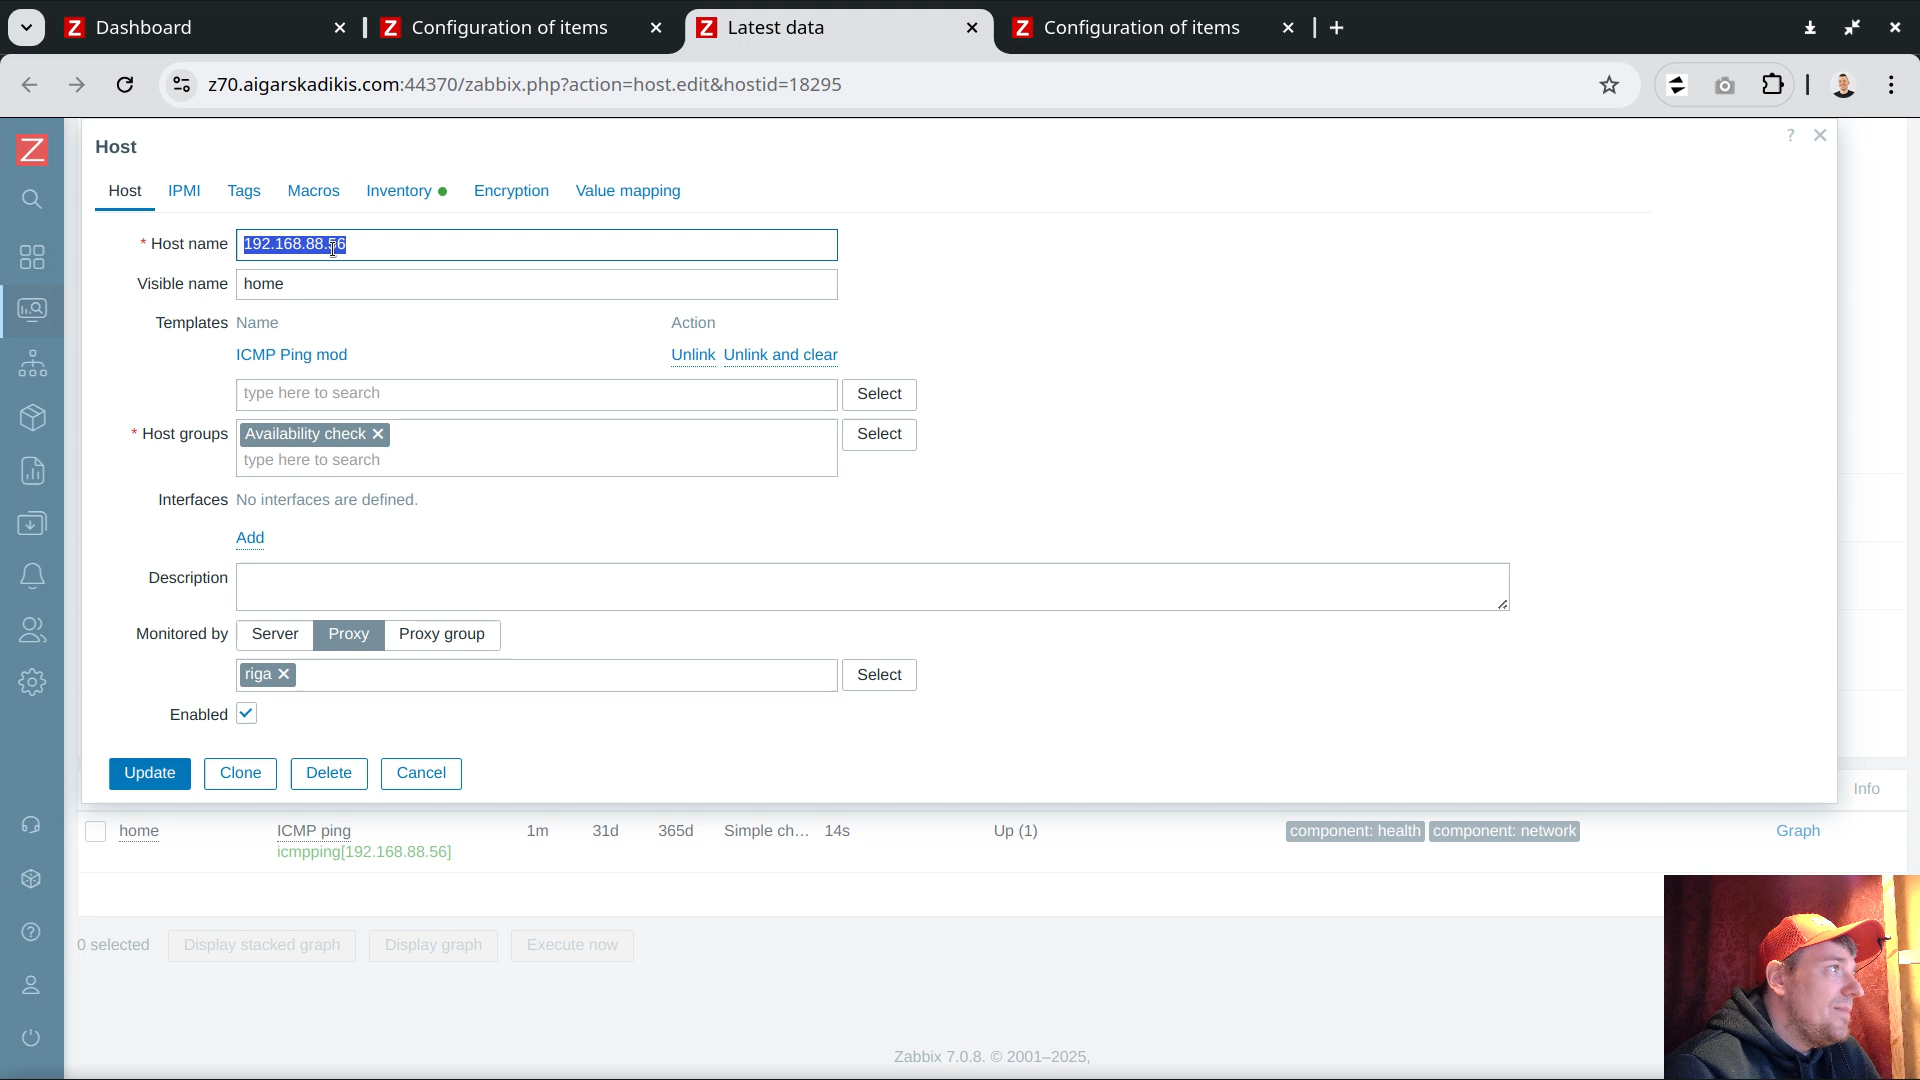 Dashboard
Configuration of items
Latest data
Configuration of items
z70.aigarskadikis.com:44370/zabbix.php?action=host.edit&hostid=18295
Z
Host
?
Host IPMI Tags Macros Inventory Encryption Value mapping
* Host name 192.168.88.56
Visible name home
Templates Name Action
ICMP Ping mod Unlink Unlink and clear
type here to search Select
* Host groups Availability check Select
type here to search
Interfaces No interfaces are defined.
Add
Description
Monitored by Server Proxy Proxy group
riga Select
Enabled
Update Clone Delete Cancel
Info
home ICMP ping 1m 31d 365d Simple ch... 14s Up (1) component: health component: network Graph
icmpping[192.168.88.56]
0 selected Display stacked graph Display graph Execute now
Zabbix 7.0.8. © 2001–2025,